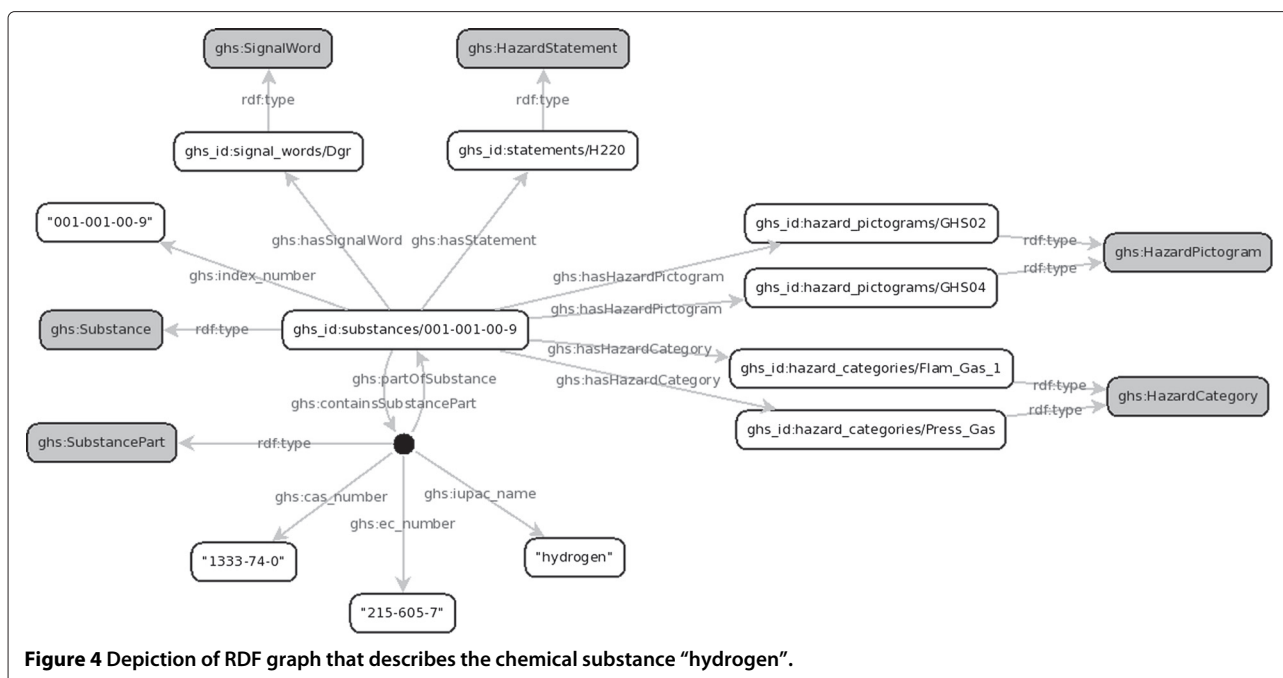 ghs:SignalWord
ghs:HazardStatement
rdf:type
rdf:type
ghs_id:signal_words/Dgr
ghs_id:statements/H220
"001-001-00-9"
ghs_id:hazard_pictograms/GHS02
ghs:hasSignalWord
ghs:hasStatement
rdf:type
ghs:HazardPictogram
ghs:index_number
ghs:hasHazardPictogram
rdf:type
ghs_id:hazard_pictograms/GHS04
ghs:hasHazardPictogram
ghs:Substance
rdf:type
ghs_id:substances/001-001-00-9
ghs:hasHazardCategory
ghs_id:hazard_categories/Flam_Gas_1
ghs:partOfSubstance
ghs:hasHazardCategory
rdf:type
ghs:HazardCategory
ghs:containsSubstancePart
rdf:type
ghs_id:hazard_categories/Press_Gas
ghs:SubstancePart
rdf:type
ghs:cas_number
ghs:iupac_name
ghs:ec_number
"1333-74-0"
"hydrogen"
"215-605-7"
Figure 4 Depiction of RDF graph that describes the chemical substance “hydrogen”.